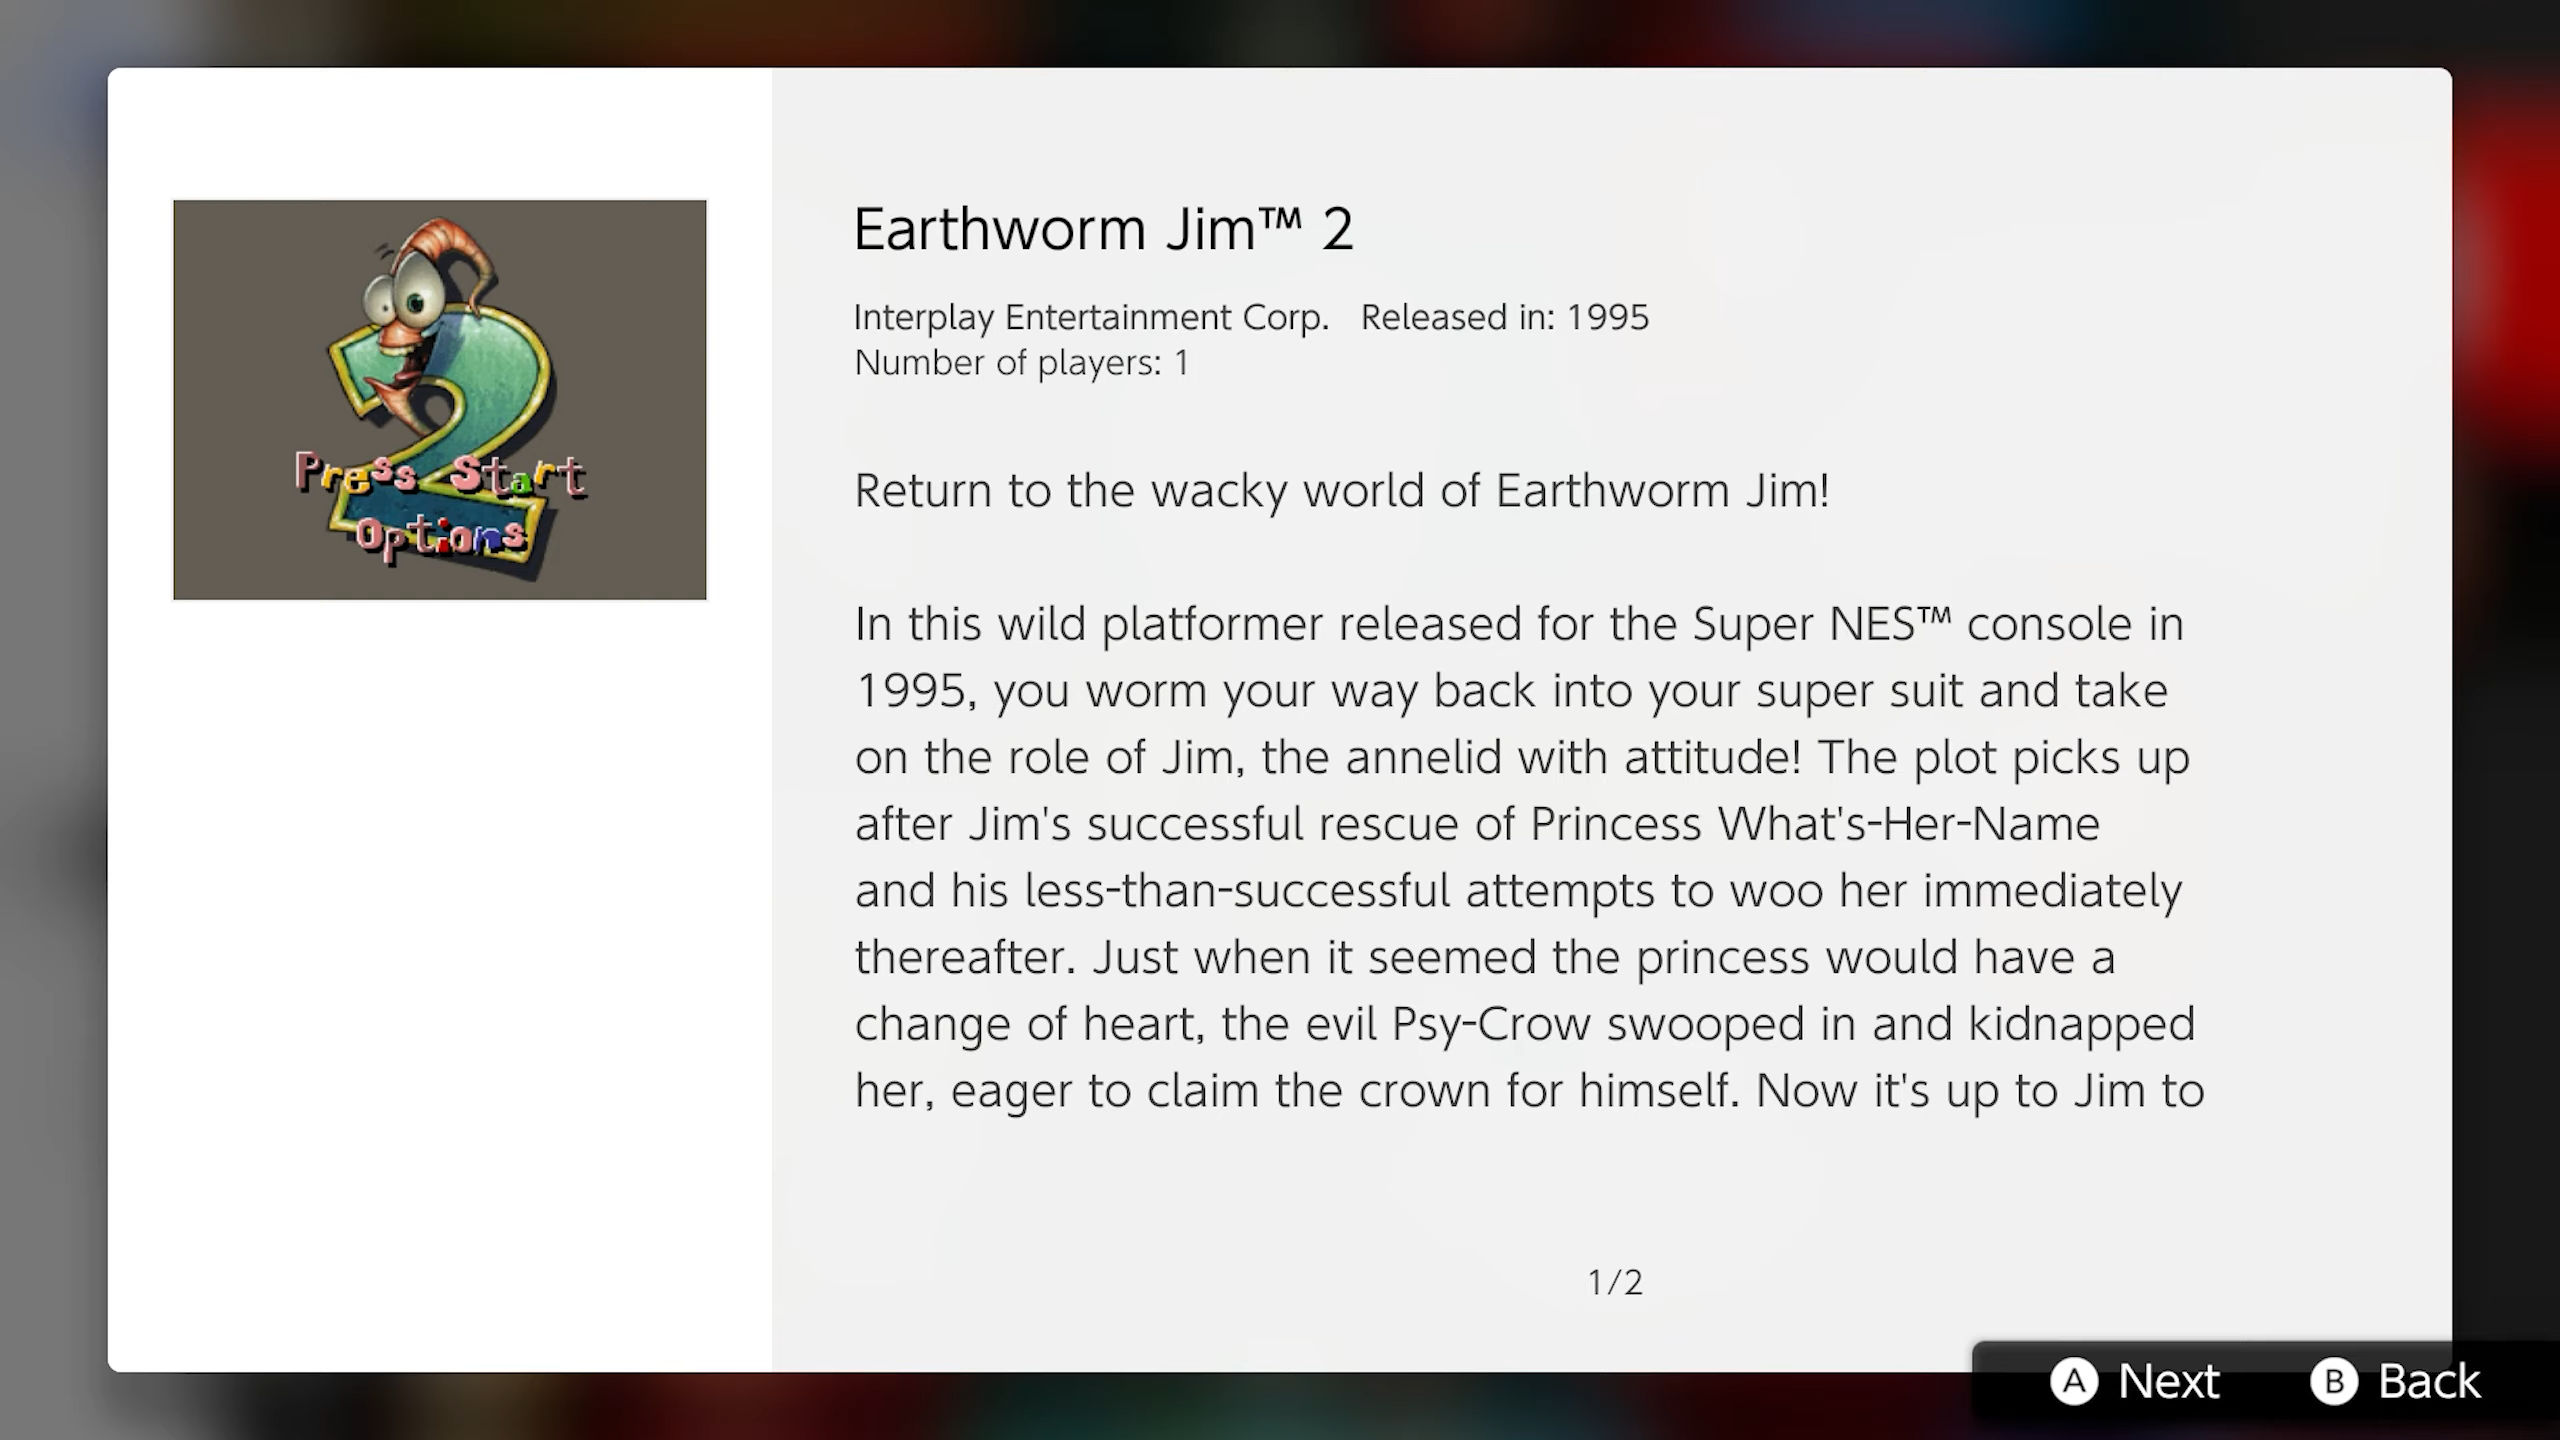 Press Start
Options
Earthworm Jim™ 2
Interplay Entertainment Corp. Released in: 1995
Number of players: 1
Return to the wacky world of Earthworm Jim!
In this wild platformer released for the Super NES™ console in
1995, you worm your way back into your super suit and take
on the role of Jim, the annelid with attitude! The plot picks up
after Jim's successful rescue of Princess What's-Her-Name
and his less-than-successful attempts to woo her immediately
thereafter. Just when it seemed the princess would have a
change of heart, the evil Psy-Crow swooped in and kidnapped
her, eager to claim the crown for himself. Now it's up to Jim to
1/2
A Next B Back